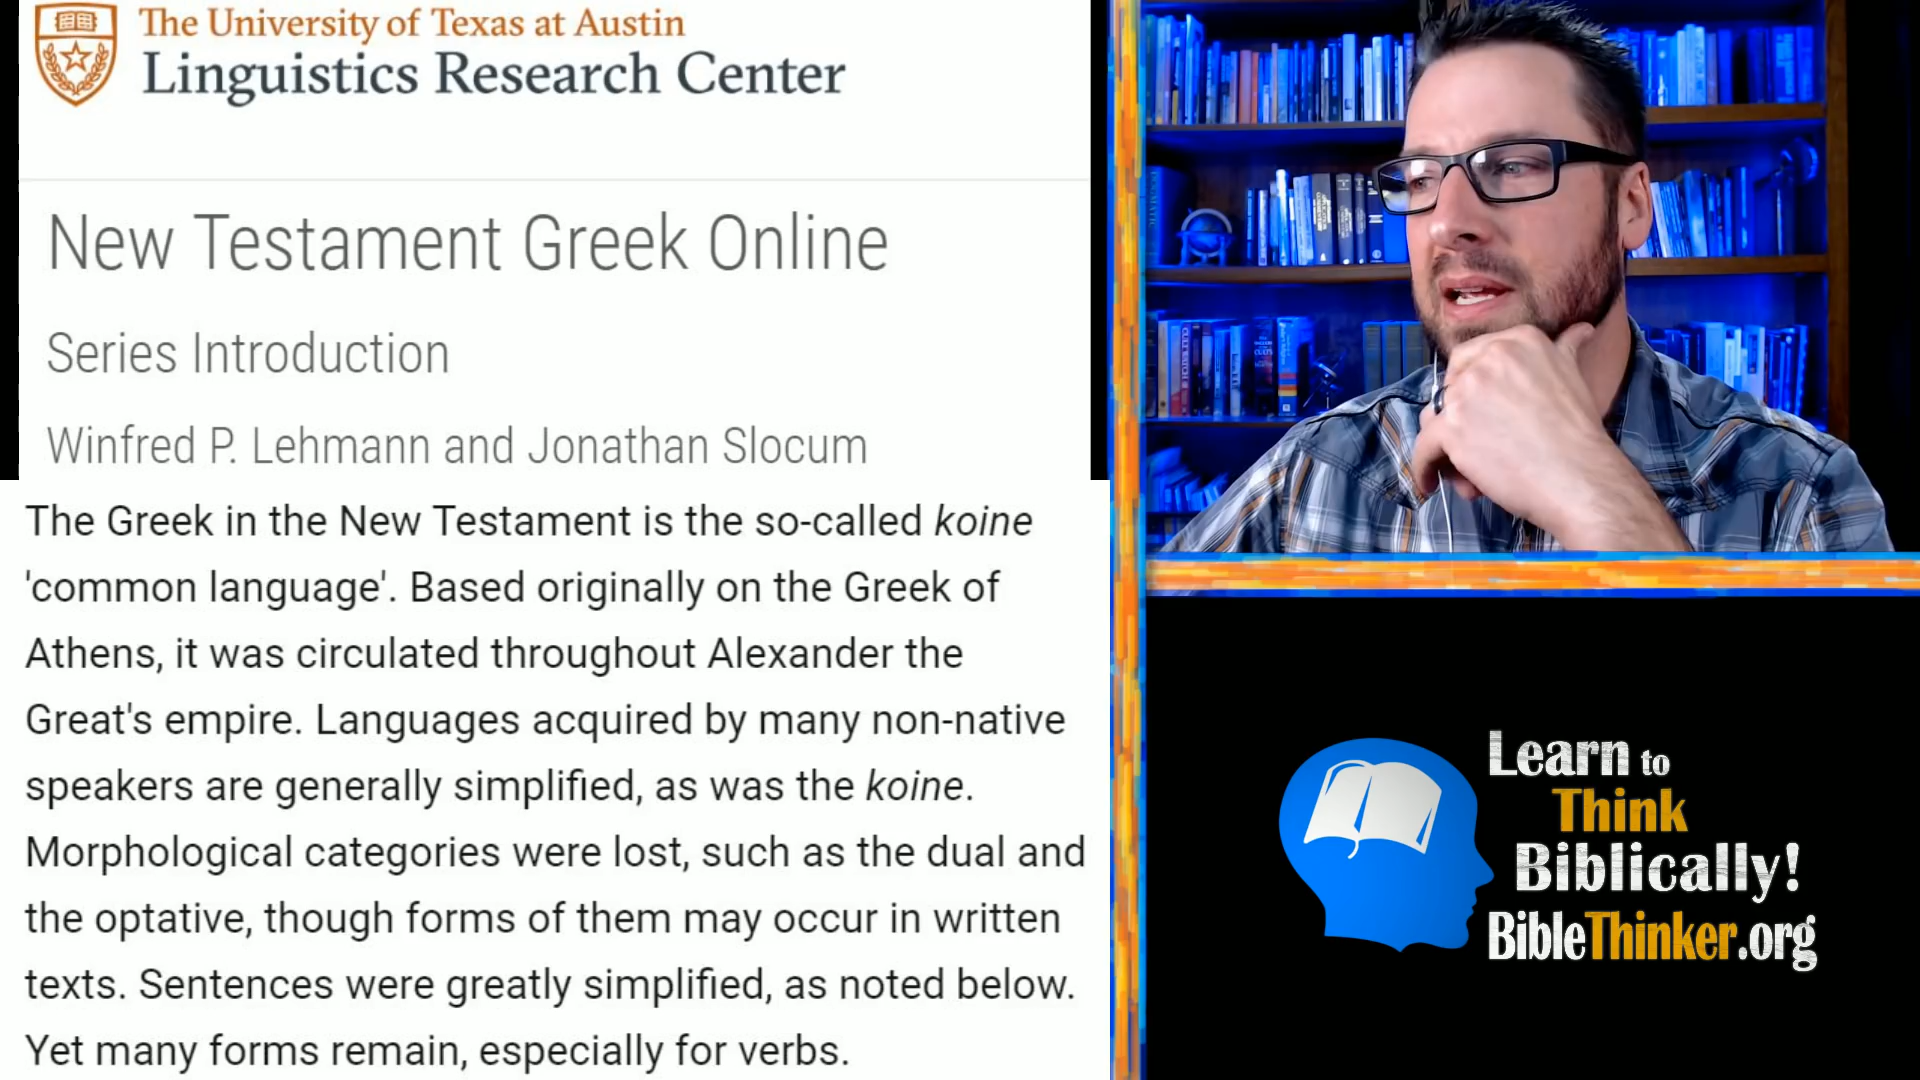 The University of Texas at Austin
Linguistics Research Center
New Testament Greek Online
Series Introduction
Winfred P. Lehmann and Jonathan Slocum
The Greek in the New Testament is the so-called koine
'common language'. Based originally on the Greek of
Athens, it was circulated throughout Alexander the
Great's empire. Languages acquired by many non-native
speakers are generally simplified, as was the koine.
Morphological categories were lost, such as the dual and
the optative, though forms of them may occur in written
texts. Sentences were greatly simplified, as noted below.
Yet many forms remain, especially for verbs.
Learn to
Think
Biblically!
BibleThinker.org